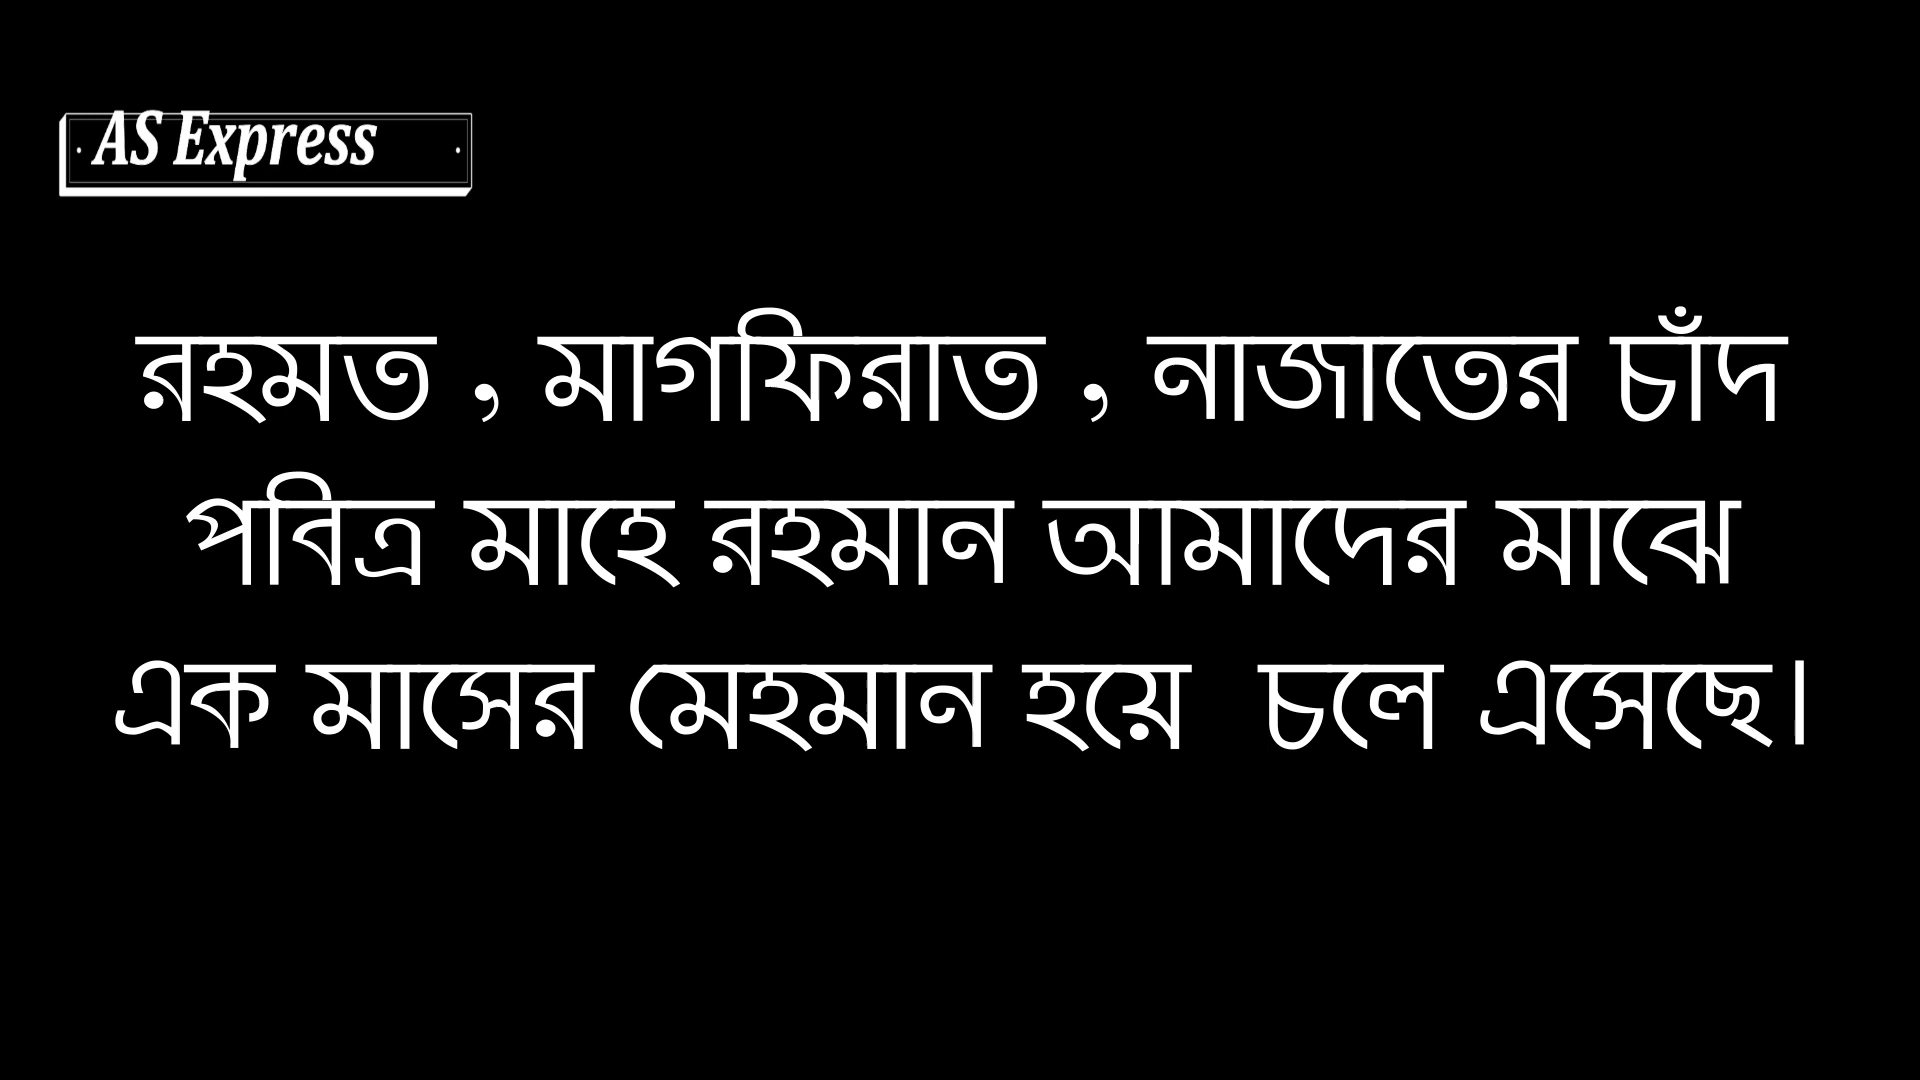 AS Express
রহমত , মাগফিরাত , নাজাতের চাঁদ
পবিত্র মাহে রহমান আমাদের মাঝে
এক মাসের মেহমান হয়ে  চলে এসেছে।